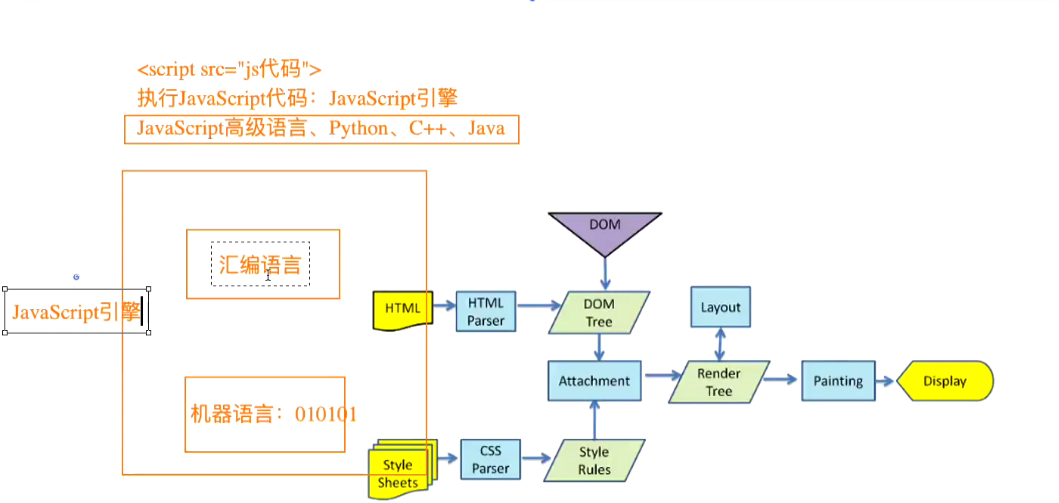 <script src="js代码">
执行JavaScript代码：JavaScript引擎
JavaScript高级语言、Python、C++、Java
汇编语言
JavaScript引擎
机器语言：010101
DOM
HTML
HTML
Parser
DOM
Tree
Layout
Attachment
Render
Tree
Painting
Display
Style
Sheets
CSS
Parser
Style
Rules